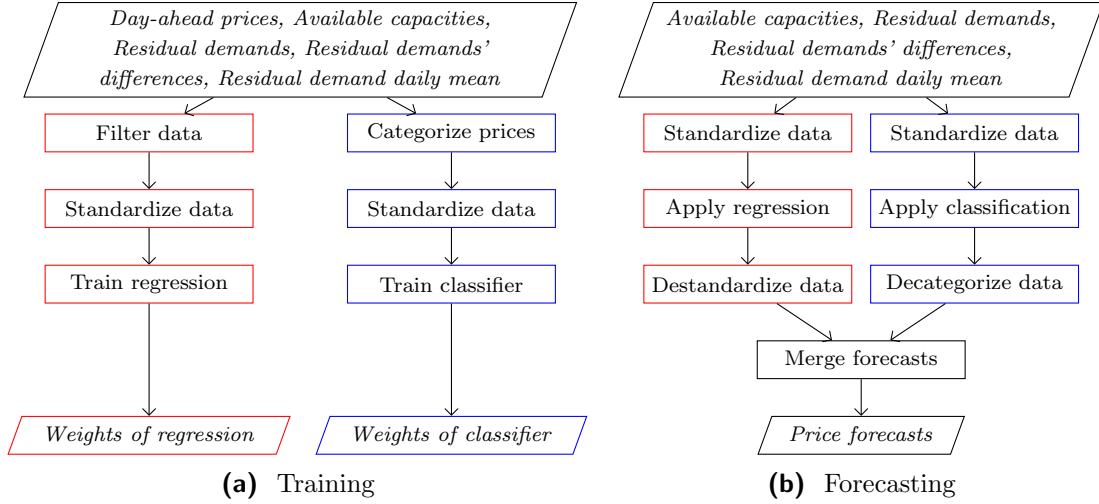 Day-ahead prices, Available capacities,
Residual demands, Residual demands'
differences, Residual demand daily mean
Filter data
Categorize prices
Standardize data
Standardize data
Train regression
Train classifier
Weights of regression
Weights of classifier
(a) Training
Available capacities, Residual demands,
Residual demands' differences,
Residual demand daily mean
Standardize data
Standardize data
Apply regression
Apply classification
Destandardize data
Decategorize data
Merge forecasts
Price forecasts
(b) Forecasting